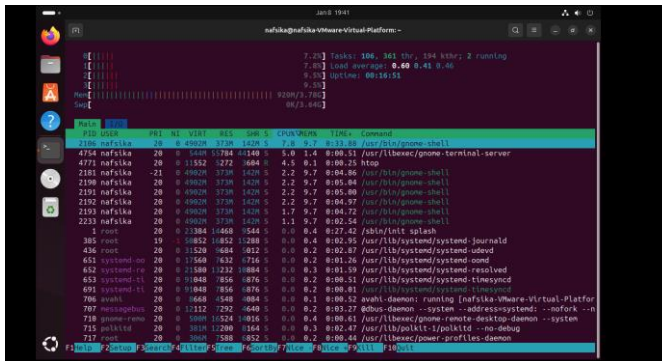 Jan 8 19:41
nafsika@nafsika-VMware-Virtual-Platform: ~
0[||||| 7.2%] Tasks: 106, 361 thr, 194 kthr; 2 running
1[||||| 7.8%] Load average: 0.60 0.41 0.46
2[||||| 9.5%] Uptime: 00:16:51
3[||||| 9.5%]
Mem[ 920M/3.78G]
Swp[ 0K/3.64G]
Main I/O
PID USER PRI NI VIRT RES SHR S CPU% MEM% TIME+ Command
2186 nafsika 20 0 4902M 373M 142M S 7.8 9.7 0:33.88 /usr/bin/gnome-shell
4754 nafsika 20 0 544M 55784 44140 S 5.0 1.4 0:00.51 /usr/libexec/gnome-terminal-server
4771 nafsika 20 0 11552 5272 3604 R 4.5 0.1 0:00.25 htop
2181 nafsika -21 0 4902M 373M 142M S 2.2 9.7 0:04.86 /usr/bin/gnome-shell
2190 nafsika 20 0 4902M 373M 142M S 2.2 9.7 0:05.04 /usr/bin/gnome-shell
2191 nafsika 20 0 4902M 373M 142M S 2.2 9.7 0:05.00 /usr/bin/gnome-shell
2192 nafsika 20 0 4902M 373M 142M S 2.2 9.7 0:04.97 /usr/bin/gnome-shell
2193 nafsika 20 0 4902M 373M 142M S 1.7 9.7 0:04.72 /usr/bin/gnome-shell
2233 nafsika 20 0 4902M 373M 142M S 1.1 9.7 0:02.54 /usr/bin/gnome-shell
1 root 20 0 23384 14468 9544 S 0.0 0.4 0:27.42 /sbin/init splash
385 root 19 -1 50852 16852 15288 S 0.0 0.4 0:02.95 /usr/lib/systemd/systemd-journald
436 root 20 0 31520 9684 5012 S 0.0 0.2 0:02.87 /usr/lib/systemd/systemd-udevd
651 systemd-oo 20 0 17560 7632 6716 S 0.0 0.2 0:01.26 /usr/lib/systemd/systemd-oomd
652 systemd-re 20 0 21580 13232 10884 S 0.0 0.3 0:01.59 /usr/lib/systemd/systemd-resolved
653 systemd-ti 20 0 91048 7856 6876 S 0.0 0.2 0:00.51 /usr/lib/systemd/systemd-timesyncd
691 systemd-ti 20 0 91048 7856 6876 S 0.0 0.2 0:00.01 /usr/lib/systemd/systemd-timesyncd
706 avahi 20 0 8668 4548 4084 S 0.0 0.1 0:00.52 avahi-daemon: running [nafsika-VMware-Virtual-Platfor
707 messagebus 20 0 12112 7292 4640 S 0.0 0.2 0:03.27 @dbus-daemon --system --address=systemd: --nofork --n
710 gnome-remo 20 0 500M 16524 14016 S 0.0 0.4 0:00.61 /usr/libexec/gnome-remote-desktop-daemon --system
715 polkitd 20 0 381M 12200 8164 S 0.0 0.3 0:02.47 /usr/lib/polkit-1/polkitd --no-debug
717 root 20 0 306M 7588 6852 S 0.0 0.2 0:00.44 /usr/libexec/power-profiles-daemon
F1Help F2Setup F3Search F4Filter F5Tree F6SortBy F7Nice - F8Nice + F9Kill F10Quit